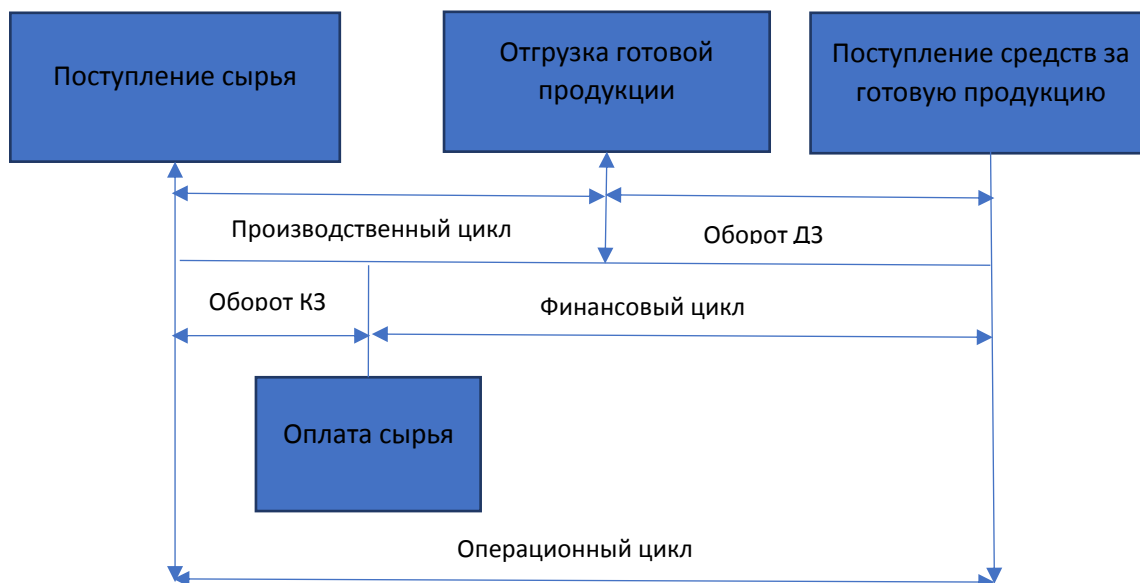 Поступление сырья
Отгрузка готовой
продукции
Поступление средств за
готовую продукцию
Производственный цикл
Оборот ДЗ
Оборот КЗ
Финансовый цикл
Оплата сырья
Операционный цикл